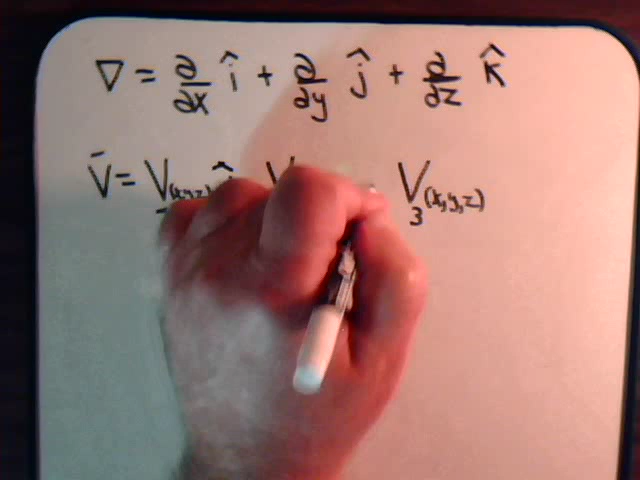 ∇ = ∂/∂x î + ∂/∂y ĵ + ∂/∂z k̂
V̄ = V (x,y,z) î V V₃(x,y,z)